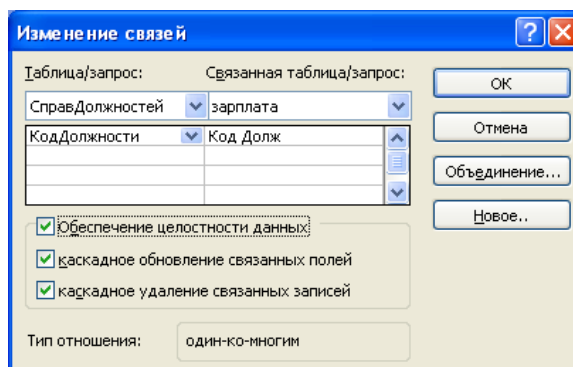 Изменение связей
Таблица/запрос: Связанная таблица/запрос:
СправДолжностей зарплата
КодДолжности Код Долж
ОК
Отмена
Объединение...
Новое..
Обеспечение целостности данных
каскадное обновление связанных полей
каскадное удаление связанных записей
Тип отношения: один-ко-многим